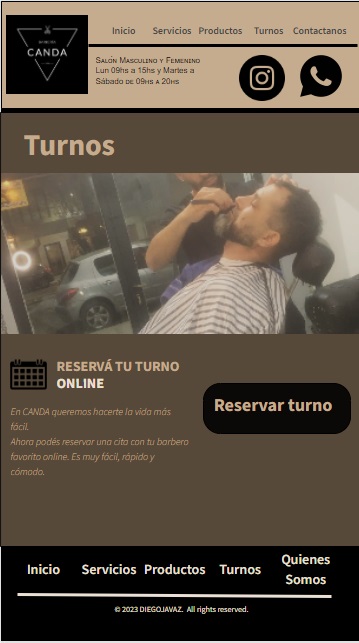 CANDA
Inicio Servicios Productos Turnos Contactanos
Salón Masculino y Femenino
Lun 09hs a 15hs y Martes a
Sábado de 09hs a 20hs
Turnos
RESERVÁ TU TURNO
ONLINE
En CANDA queremos hacerte la vida más
fácil.
Ahora podés reservar una cita con tu barbero
favorito online. Es muy fácil, rápido y
cómodo.
Reservar turno
Inicio Servicios Productos Turnos Quienes
Somos
© 2023 DIEGOJAVAZ. All rights reserved.